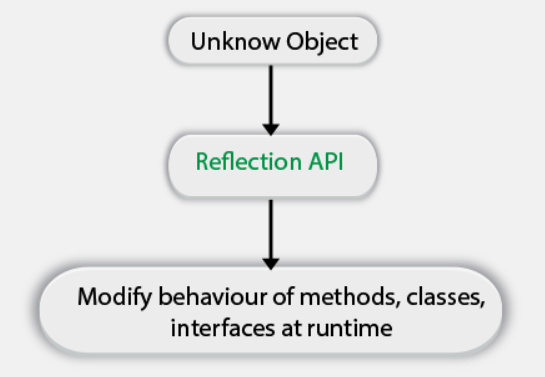 Unknow Object
Reflection API
Modify behaviour of methods, classes,
interfaces at runtime